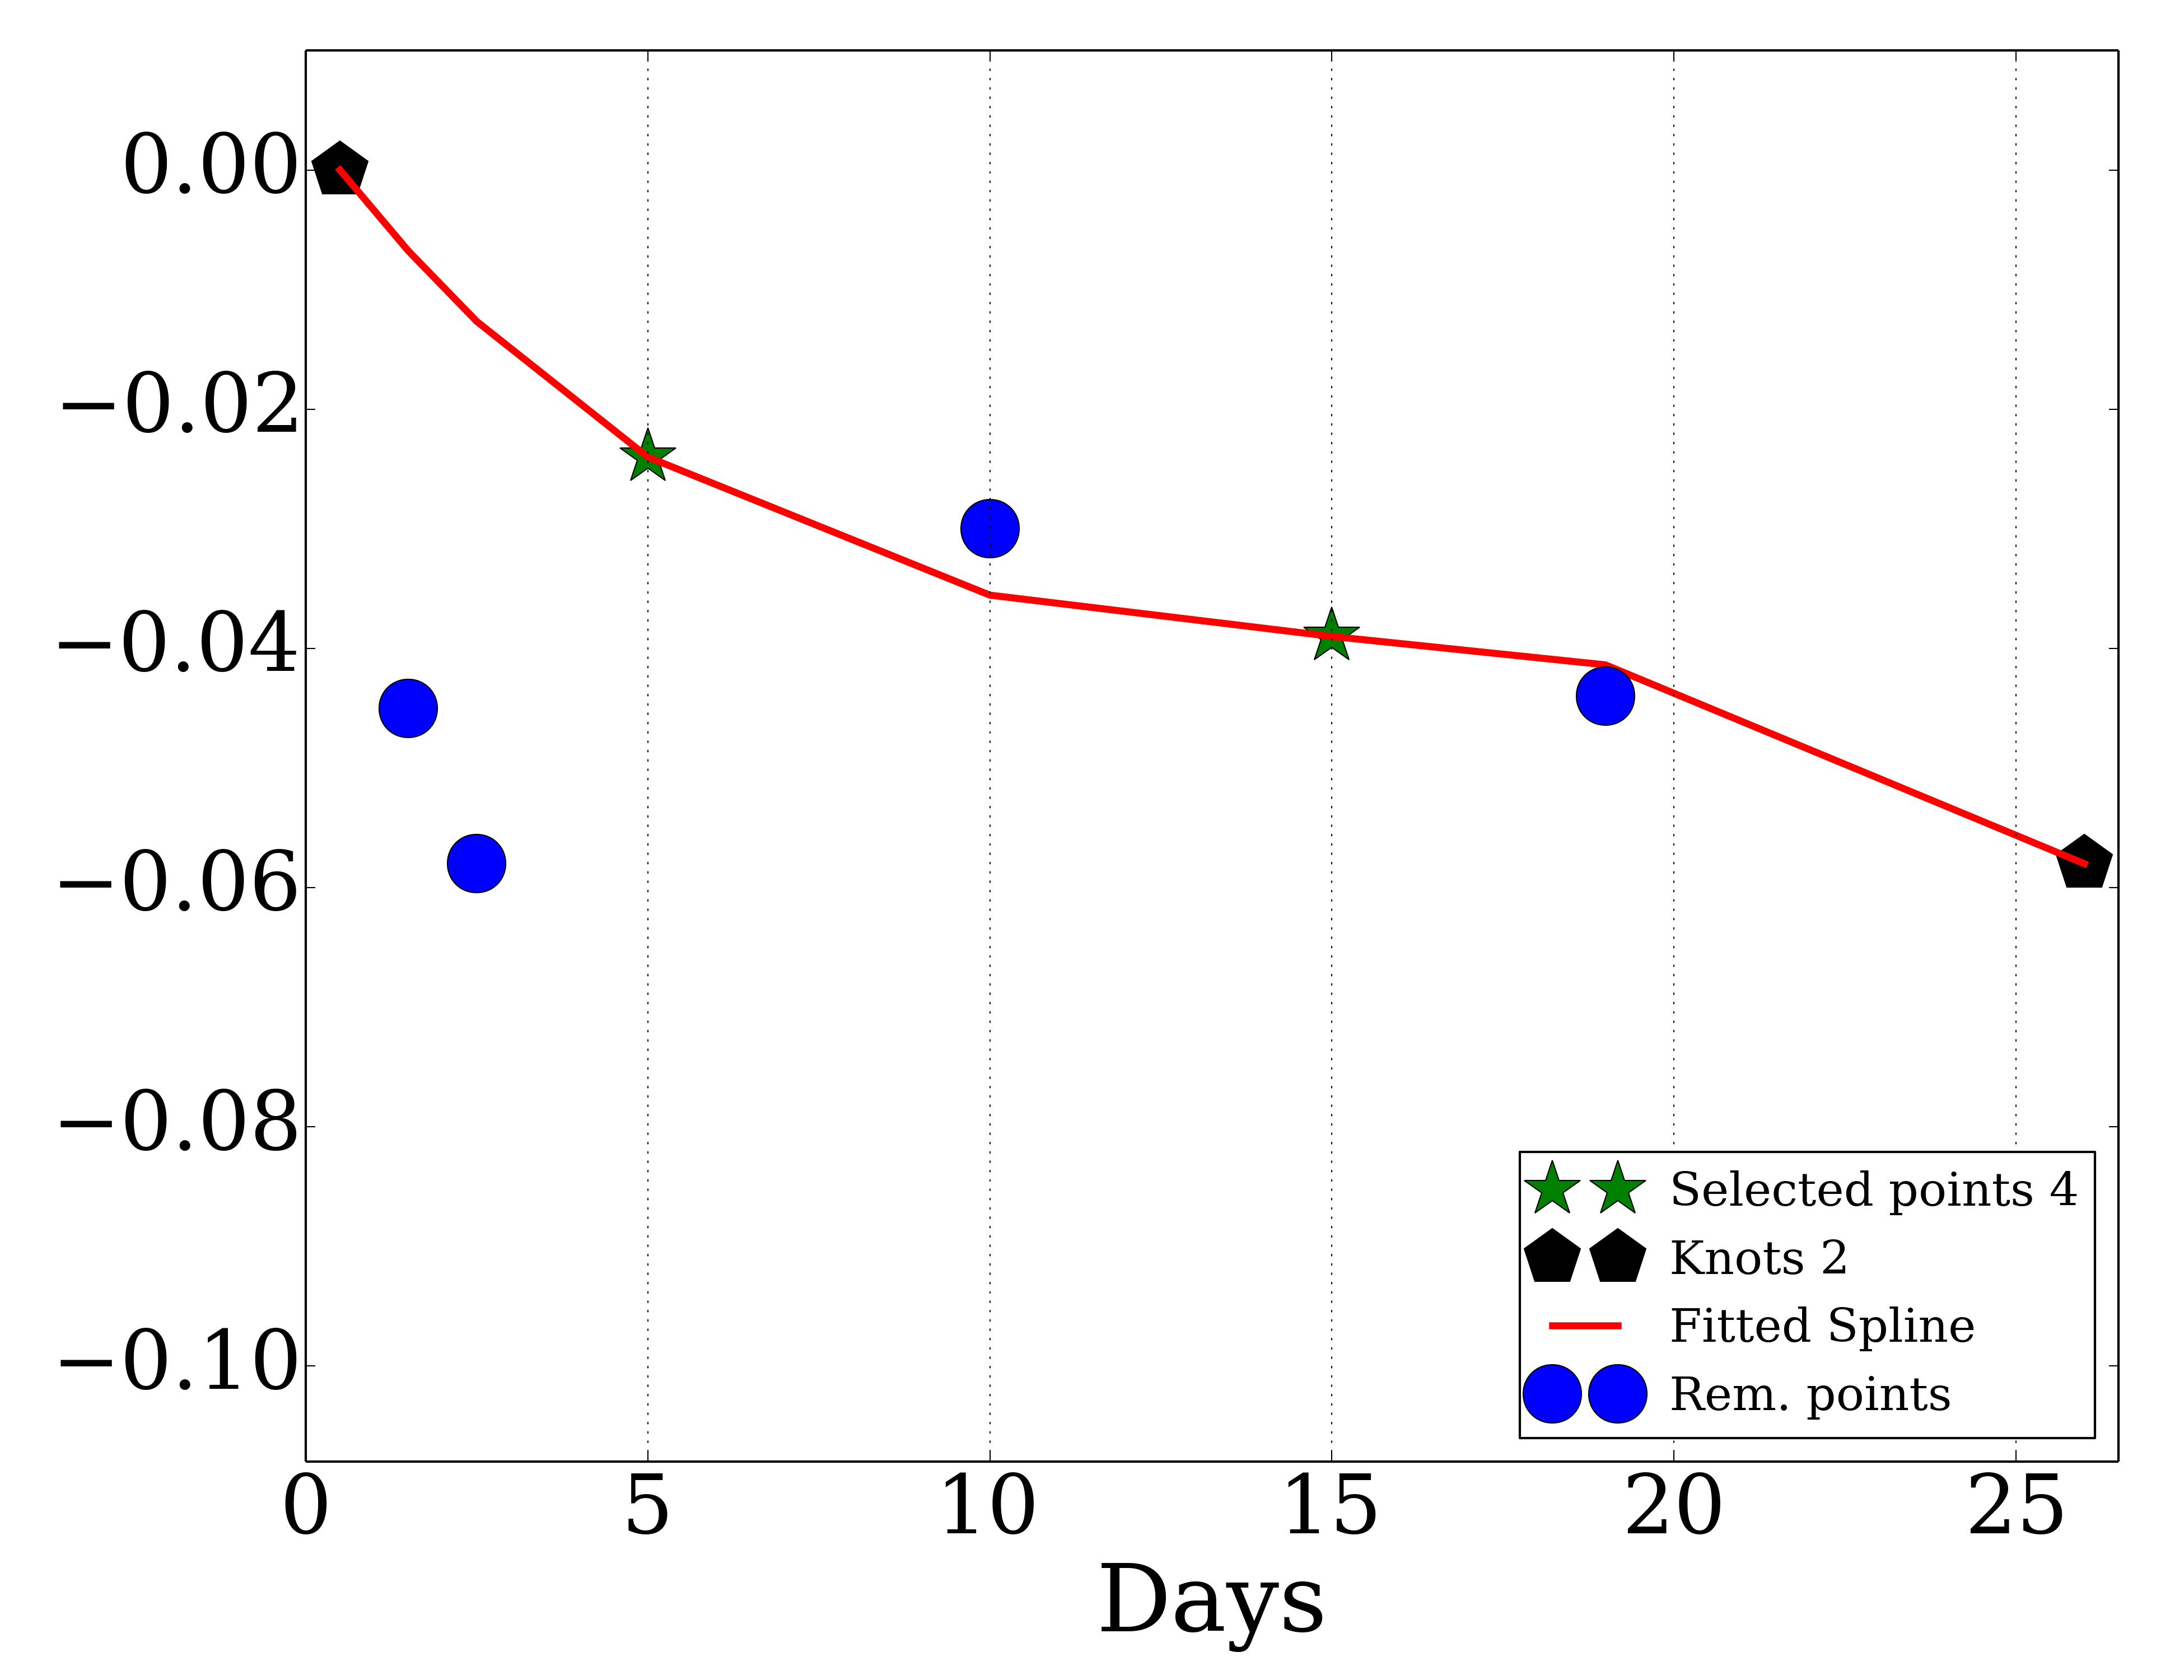 0.00
−0.02
−0.04
−0.06
−0.08
−0.10
Selected points 4
Knots 2
Fitted Spline
Rem. points
0 5 10 15 20 25
Days